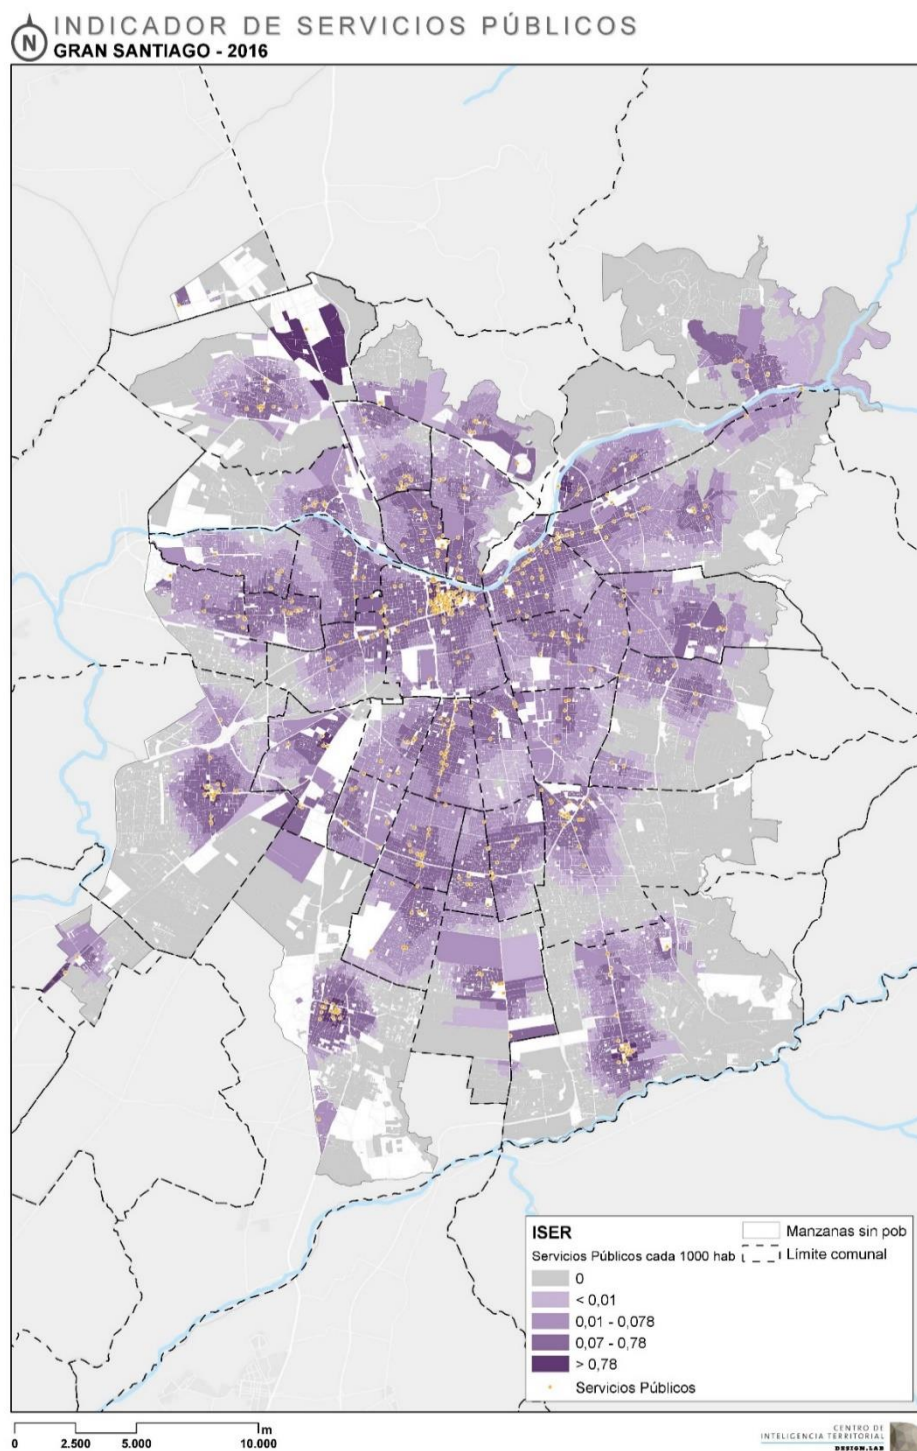 INDICADOR DE SERVICIOS PÚBLICOS
N GRAN SANTIAGO - 2016
ISER
Servicios Públicos cada 1000 hab
0
< 0,01
0,01 - 0,078
0,07 - 0,78
> 0,78
Servicios Públicos
Manzanas sin pob
Límite comunal
0 2.500 5.000 10.000 m
CENTRO DE
INTELIGENCIA TERRITORIAL
DESIGN.LAB